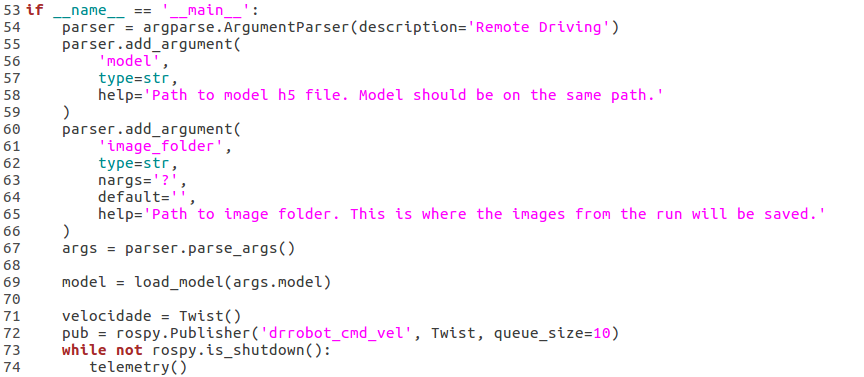 53 if __name__ == '__main__':
54     parser = argparse.ArgumentParser(description='Remote Driving')
55     parser.add_argument(
56         'model',
57         type=str,
58         help='Path to model h5 file. Model should be on the same path.'
59     )
60     parser.add_argument(
61         'image_folder',
62         type=str,
63         nargs='?',
64         default='',
65         help='Path to image folder. This is where the images from the run will be saved.'
66     )
67     args = parser.parse_args()
68
69     model = load_model(args.model)
70
71     velocidade = Twist()
72     pub = rospy.Publisher('drrobot_cmd_vel', Twist, queue_size=10)
73     while not rospy.is_shutdown():
74        telemetry()